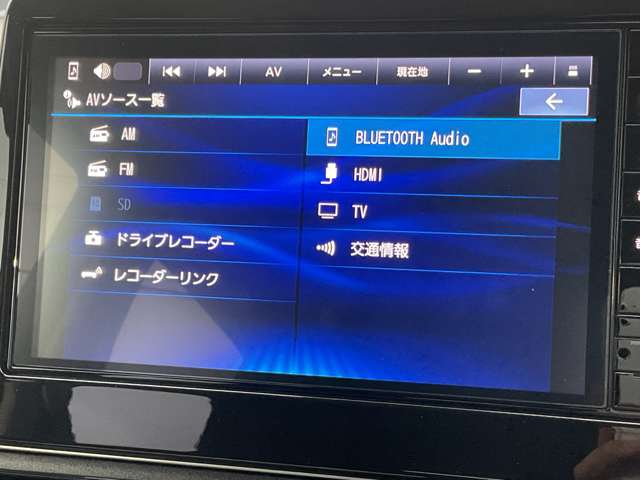 AV メニュー 現在地 − +
AVソース一覧
AM
FM
SD
ドライブレコーダー
レコーダーリンク
BLUETOOTH Audio
HDMI
TV
交通情報